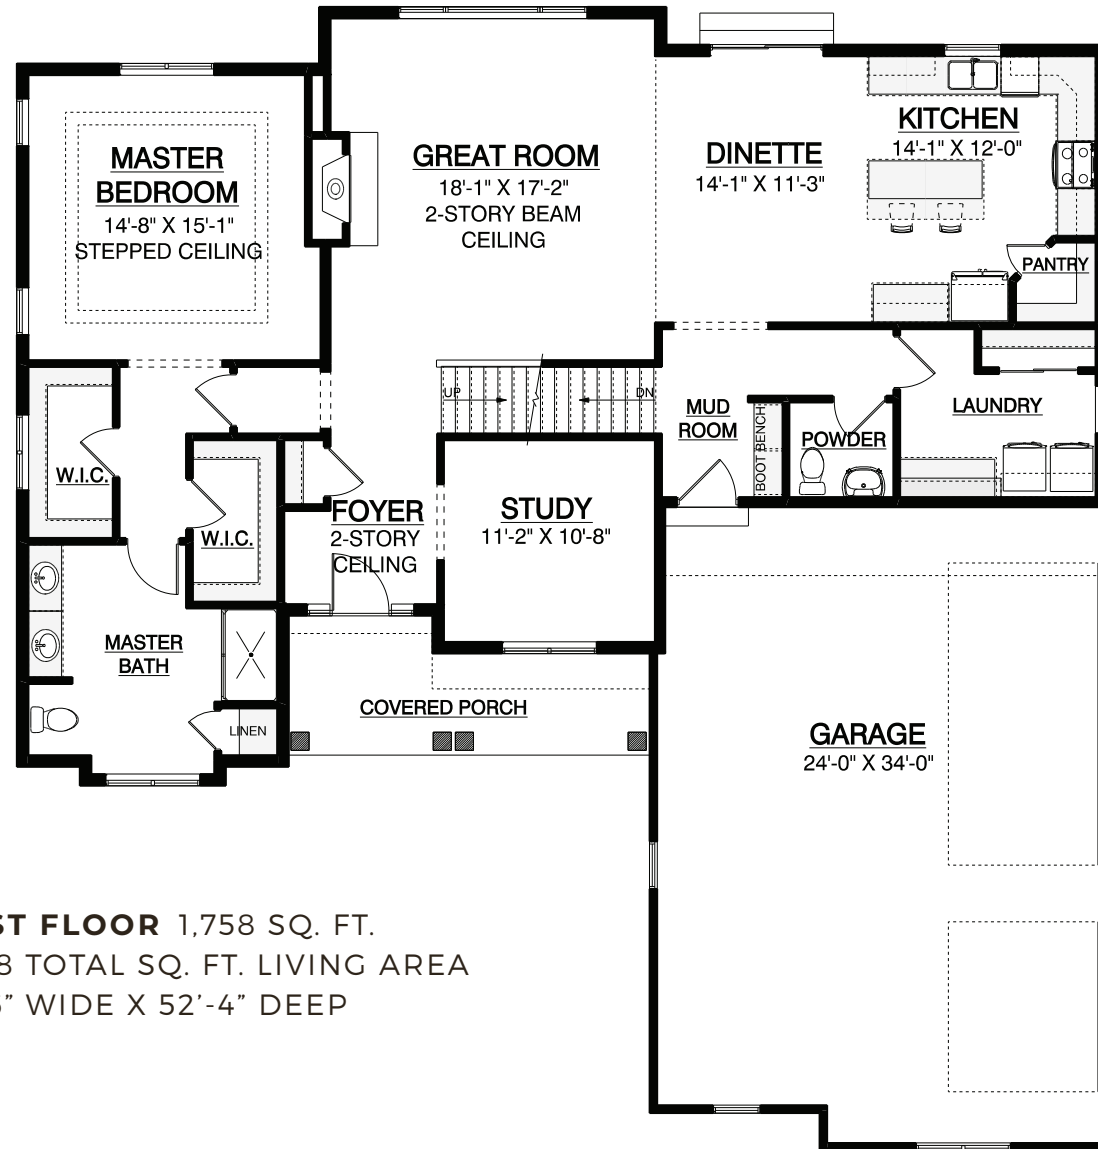 MASTER
BEDROOM
14'-8" X 15'-1"
STEPPED CEILING
GREAT ROOM
18'-1" X 17'-2"
2-STORY BEAM
CEILING
DINETTE
14'-1" X 11'-3"
KITCHEN
14'-1" X 12'-0"
PANTRY
UP
DN
MUD
ROOM
BOOT BENCH
POWDER
LAUNDRY
W.I.C.
W.I.C.
FOYER
2-STORY
CEILING
STUDY
11'-2" X 10'-8"
MASTER
BATH
LINEN
COVERED PORCH
GARAGE
24'-0" X 34'-0"
ST FLOOR 1,758 SQ. FT.
8 TOTAL SQ. FT. LIVING AREA
" WIDE X 52’-4” DEEP